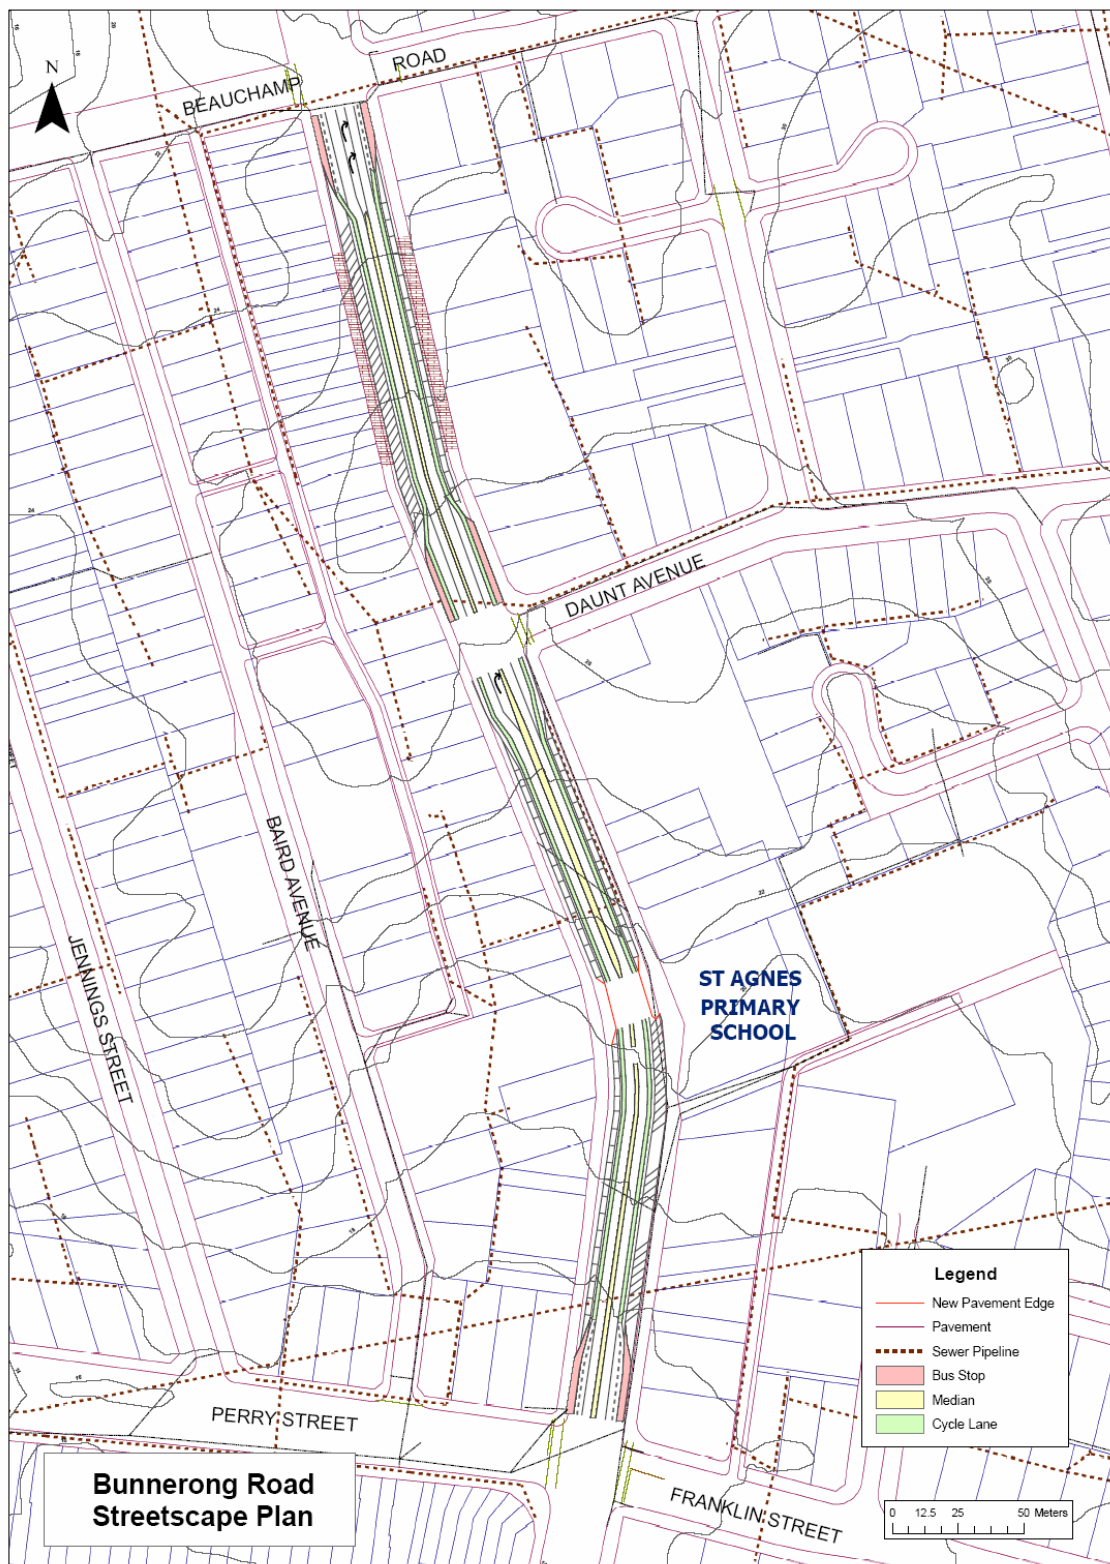 N
BEAUCHAMP ROAD
DAUNT AVENUE
BAIRD AVENUE
JENNINGS STREET
ST AGNES
PRIMARY
SCHOOL
PERRY STREET
FRANKLIN STREET
Legend
New Pavement Edge
Pavement
Sewer Pipeline
Bus Stop
Median
Cycle Lane
0 12.5 25 50 Meters
Bunnerong Road
Streetscape Plan